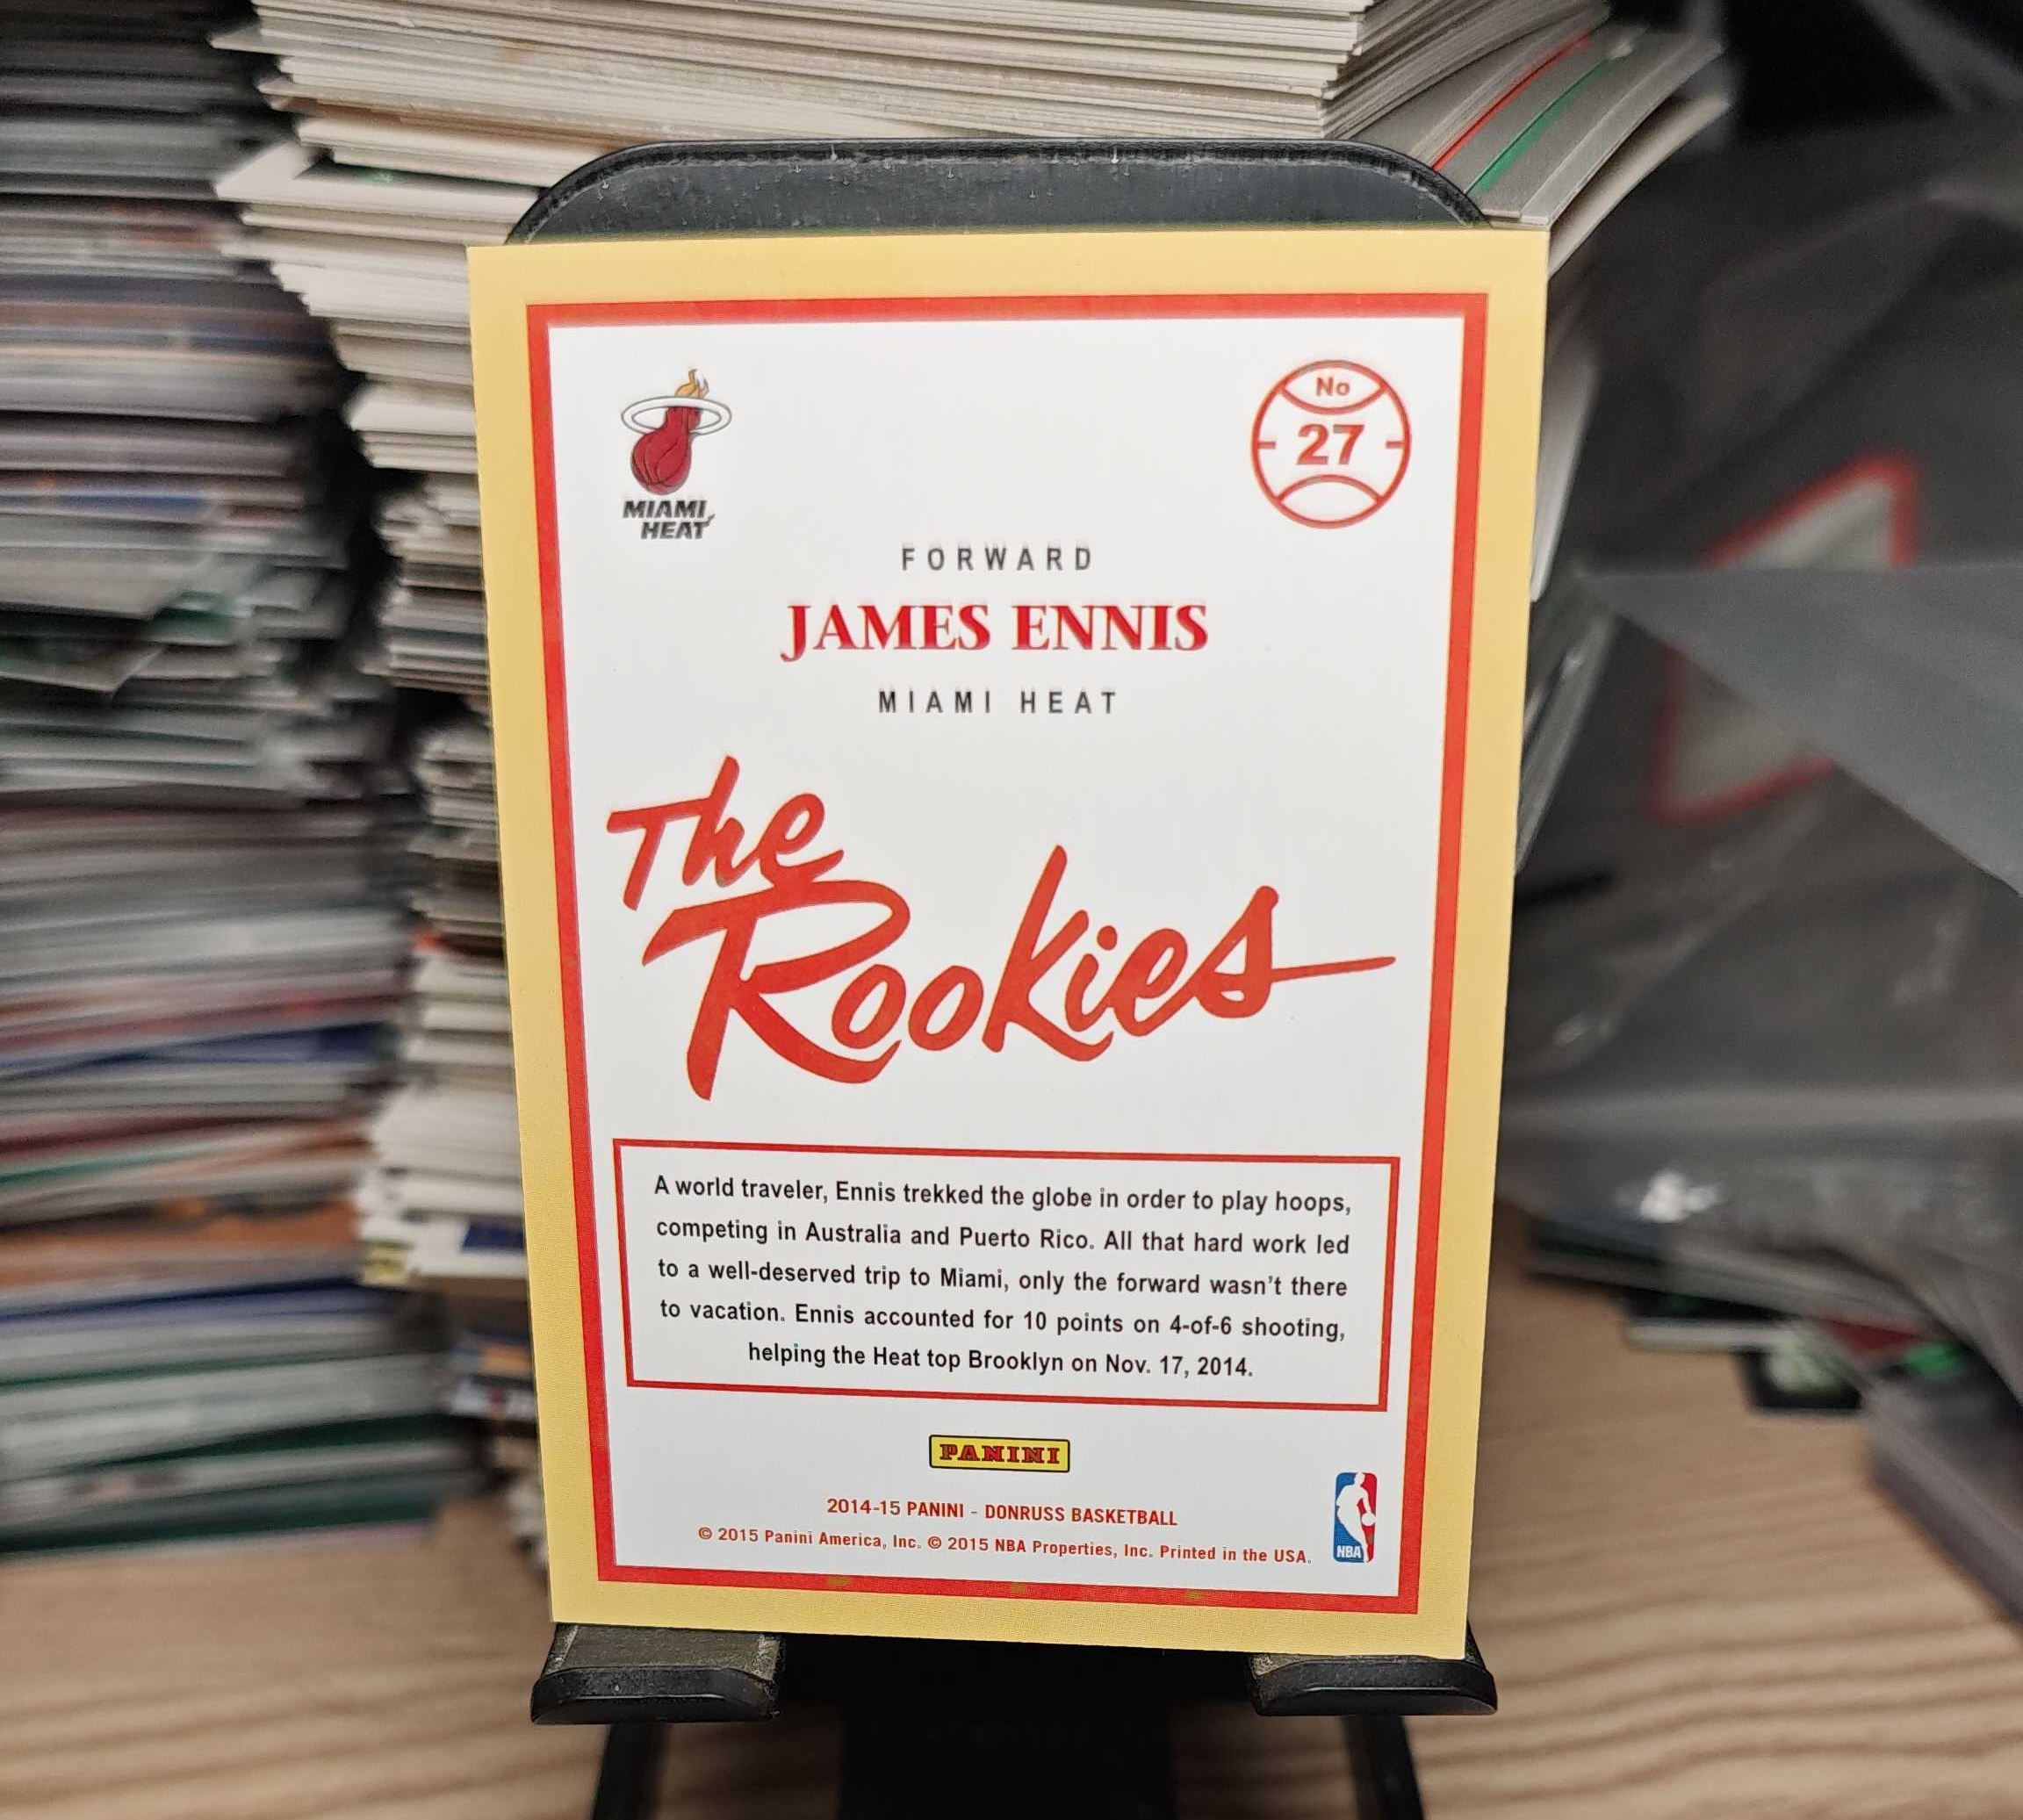 MIAMI
HEAT
No
27
FORWARD
JAMES ENNIS
MIAMI HEAT
The
Rookies
A world traveler, Ennis trekked the globe in order to play hoops,
competing in Australia and Puerto Rico. All that hard work led
to a well-deserved trip to Miami, only the forward wasn't there
to vacation. Ennis accounted for 10 points on 4-of-6 shooting,
helping the Heat top Brooklyn on Nov. 17, 2014.
PANINI
2014-15 PANINI - DONRUSS BASKETBALL
© 2015 Panini America, Inc. © 2015 NBA Properties, Inc. Printed in the USA.
NBA